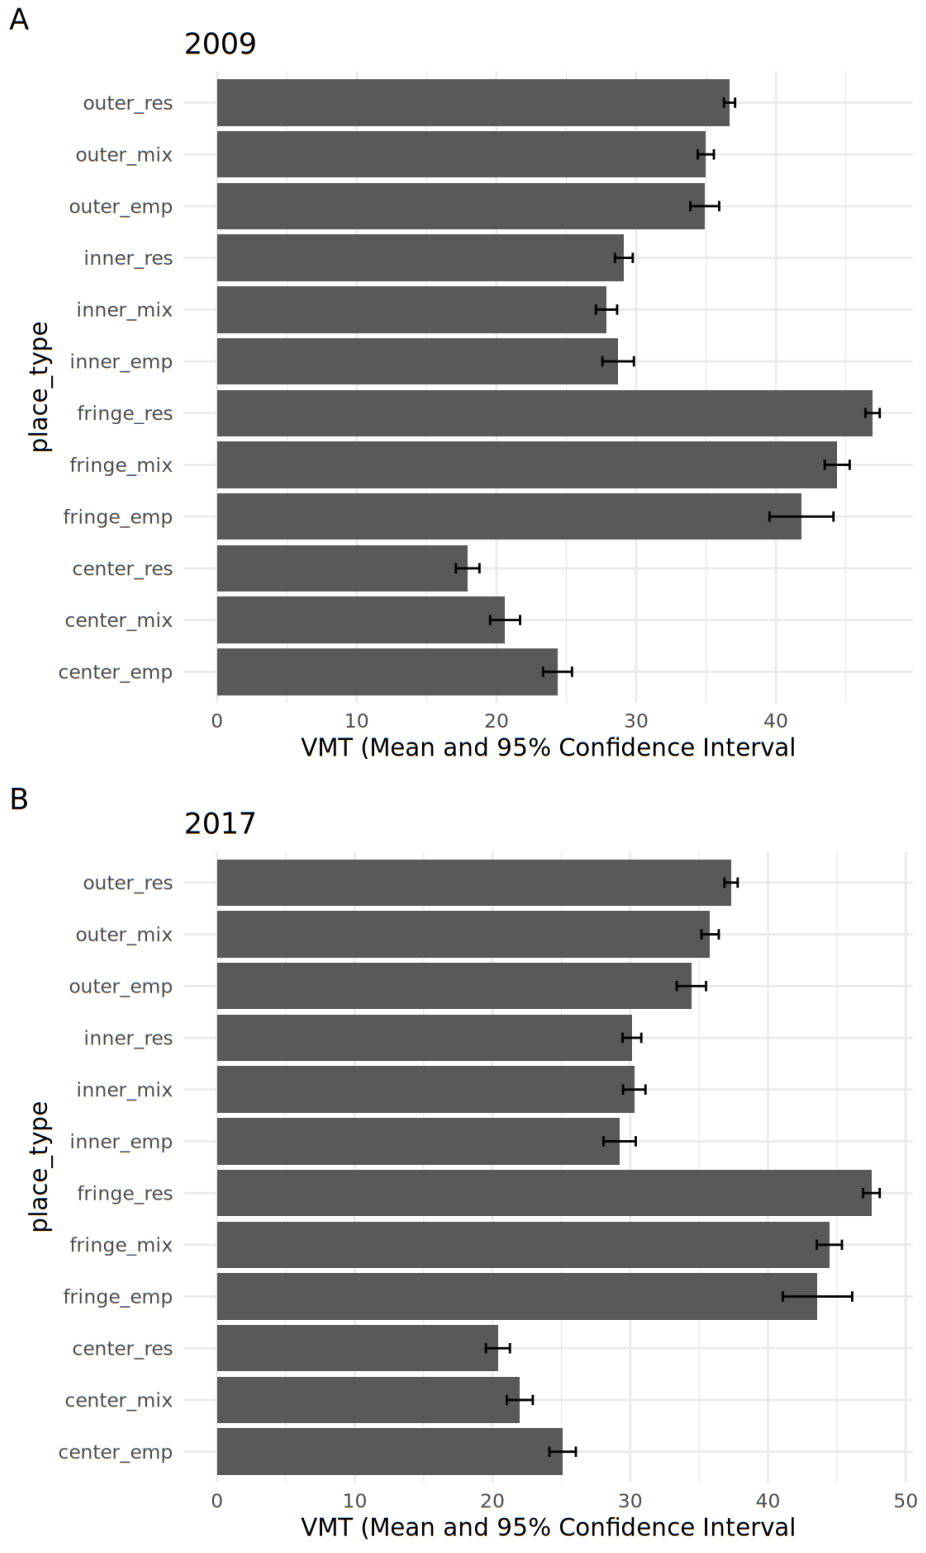 A
2009
outer_res
outer_mix
outer_emp
inner_res
inner_mix
inner_emp
fringe_res
fringe_mix
fringe_emp
center_res
center_mix
center_emp
place_type
0 10 20 30 40
VMT (Mean and 95% Confidence Interval
B
2017
outer_res
outer_mix
outer_emp
inner_res
inner_mix
inner_emp
fringe_res
fringe_mix
fringe_emp
center_res
center_mix
center_emp
place_type
0 10 20 30 40 50
VMT (Mean and 95% Confidence Interval